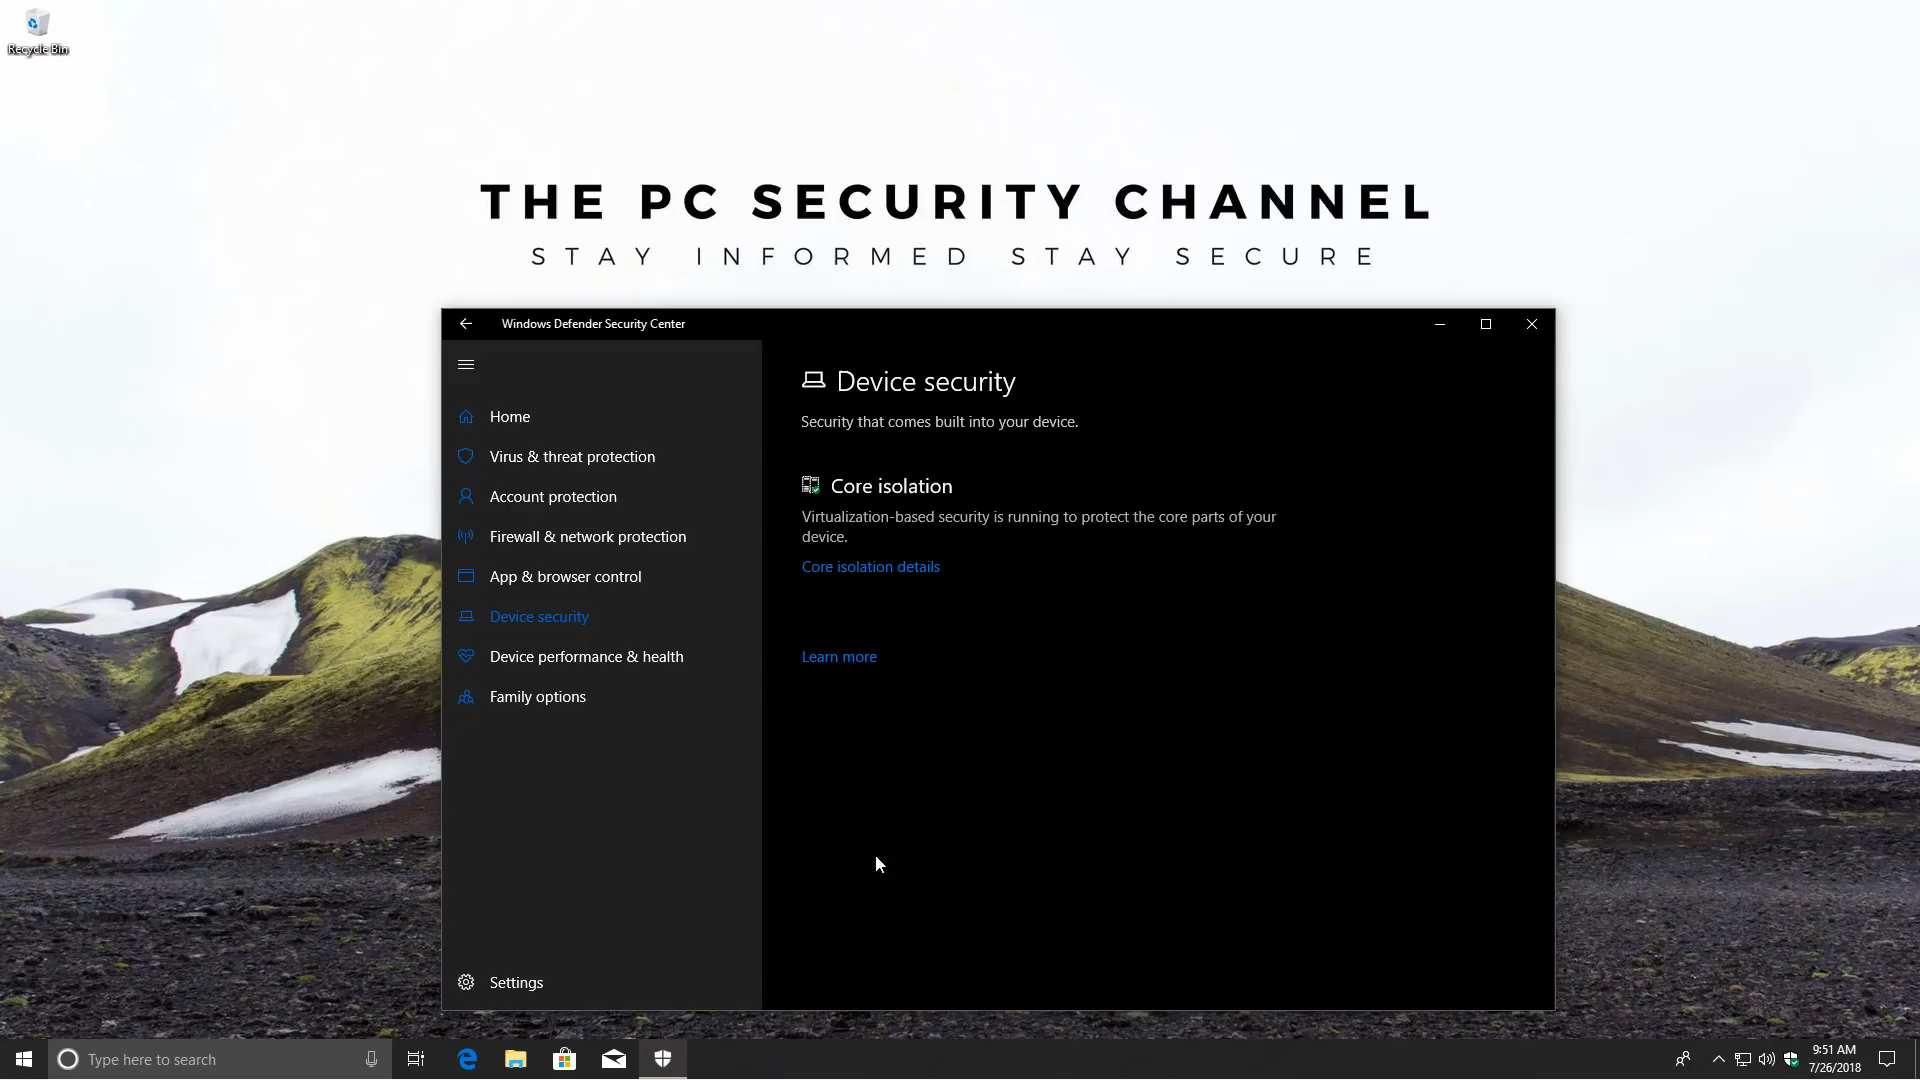 Recycle Bin
THE PC SECURITY CHANNEL
STAY INFORMED STAY SECURE
Windows Defender Security Center
Home
Virus & threat protection
Account protection
Firewall & network protection
App & browser control
Device security
Device performance & health
Family options
Settings
Device security
Security that comes built into your device.
Core isolation
Virtualization-based security is running to protect the core parts of your
device.
Core isolation details
Learn more
Type here to search
9:51 AM
7/26/2018